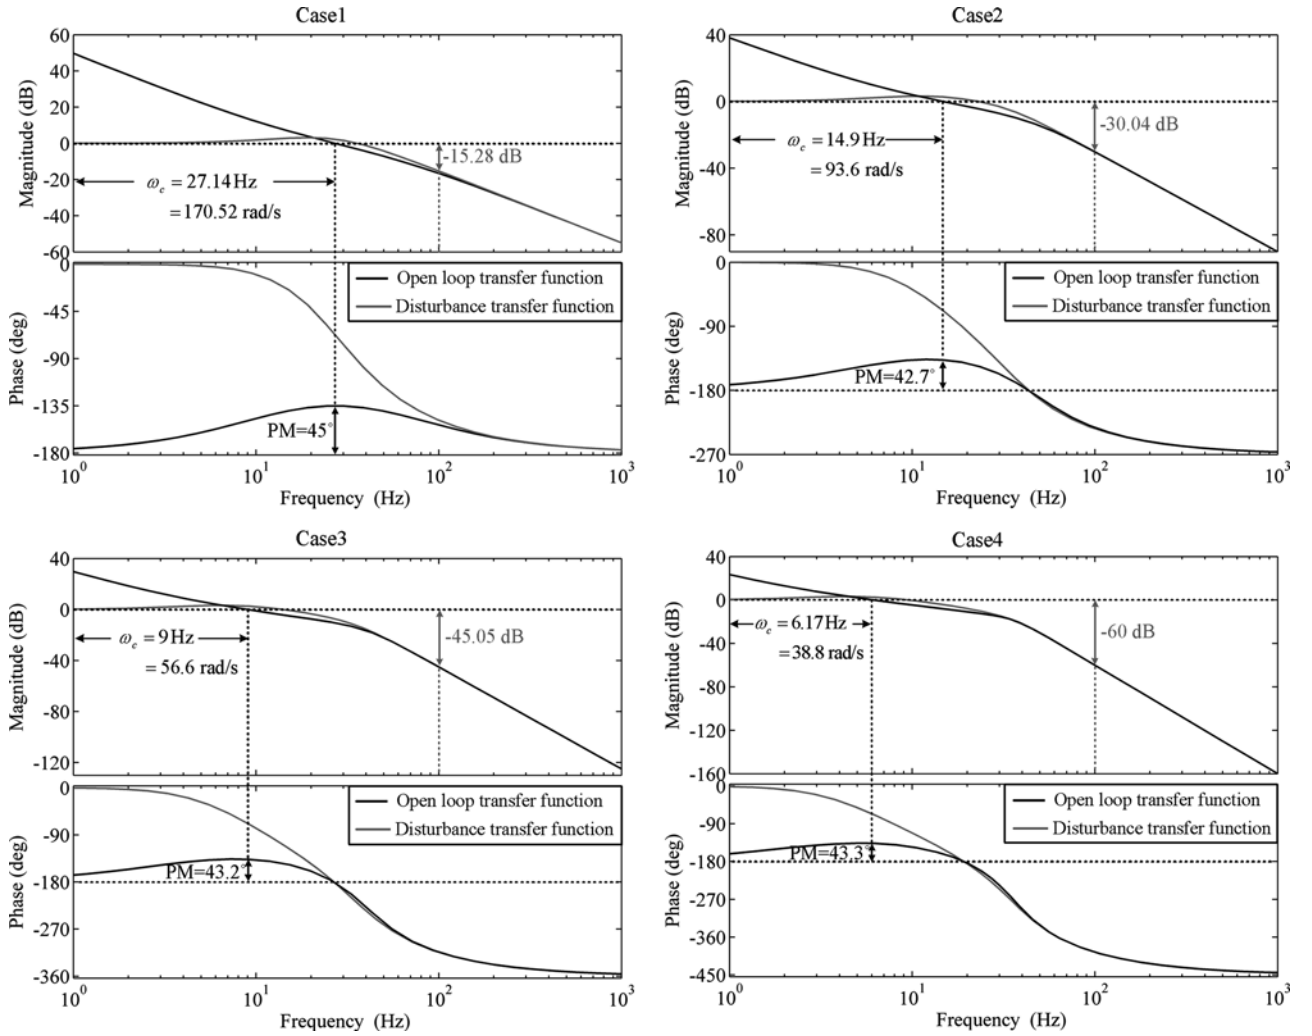 Case1
Magnitude (dB)
60
40
20
0
-20
-40
-60
-15.28 dB
ω_c = 27.14 Hz
= 170.52 rad/s
Phase (deg)
0
-45
-90
-135
-180
Open loop transfer function
Disturbance transfer function
PM=45°
10^0 10^1 10^2 10^3
Frequency (Hz)
Case2
Magnitude (dB)
40
0
-40
-80
-30.04 dB
ω_c = 14.9 Hz
= 93.6 rad/s
Phase (deg)
0
-90
-180
-270
Open loop transfer function
Disturbance transfer function
PM=42.7°
10^0 10^1 10^2 10^3
Frequency (Hz)
Case3
Magnitude (dB)
40
0
-40
-80
-120
-45.05 dB
ω_c = 9 Hz
= 56.6 rad/s
Phase (deg)
0
-90
-180
-270
-360
Open loop transfer function
Disturbance transfer function
PM=43.2°
10^0 10^1 10^2 10^3
Frequency (Hz)
Case4
Magnitude (dB)
40
0
-40
-80
-120
-160
-60 dB
ω_c = 6.17 Hz
= 38.8 rad/s
Phase (deg)
0
-90
-180
-270
-360
-450
Open loop transfer function
Disturbance transfer function
PM=43.3°
10^0 10^1 10^2 10^3
Frequency (Hz)